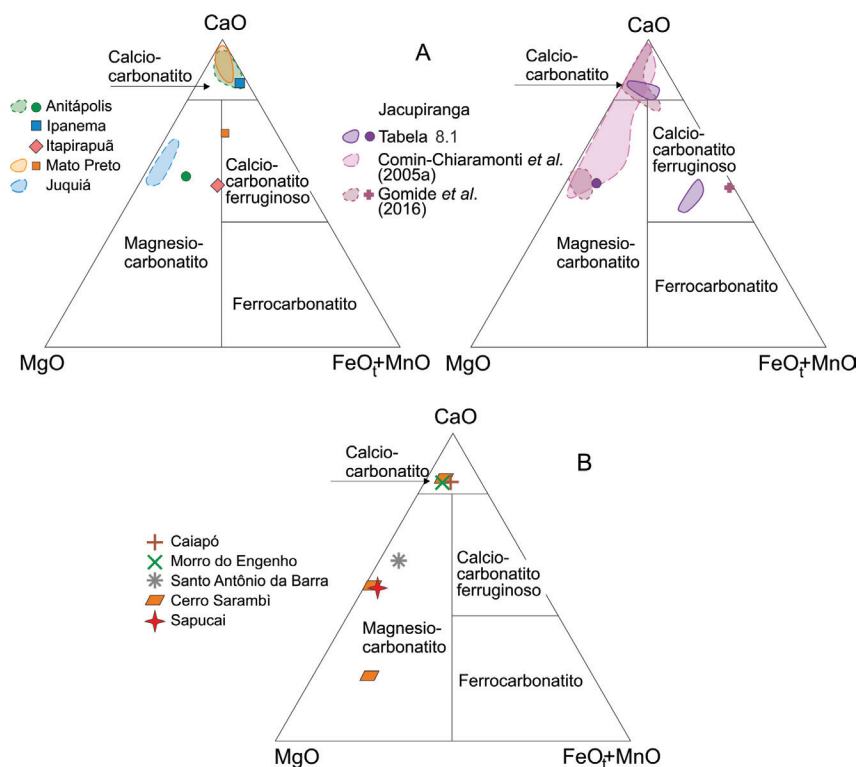 CaO
Calcio-
carbonatito
A
Anitápolis
Ipanema
Itapirapuã
Mato Preto
Juquiá
Calcio-
carbonatito
ferruginoso
Magnesio-
carbonatito
Ferrocarbonatito
MgO
FeOt+MnO
CaO
Calcio-
carbonatito
Jacupiranga
Tabela 8.1
Comin-Chiaramonti et al.
(2005a)
Gomide et al.
(2016)
Calcio-
carbonatito
ferruginoso
Magnesio-
carbonatito
Ferrocarbonatito
MgO
FeOt+MnO
CaO
Calcio-
carbonatito
B
Caiapó
Morro do Engenho
Santo Antônio da Barra
Cerro Sarambì
Sapucai
Calcio-
carbonatito
ferruginoso
Magnesio-
carbonatito
Ferrocarbonatito
MgO
FeOt+MnO